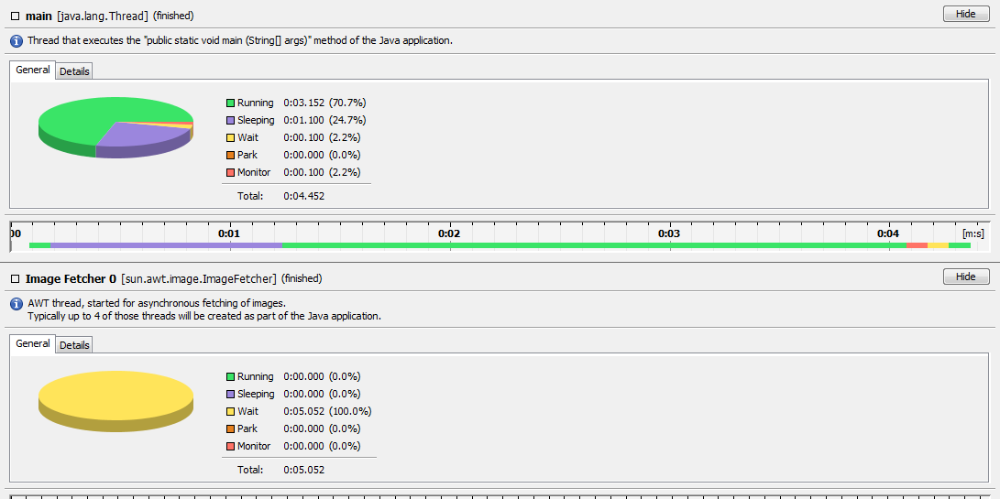 main [java.lang.Thread] (finished)
Hide
Thread that executes the "public static void main (String[] args)" method of the Java application.
General Details
Running 0:03.152 (70.7%)
Sleeping 0:01.100 (24.7%)
Wait 0:00.100 (2.2%)
Park 0:00.000 (0.0%)
Monitor 0:00.100 (2.2%)
Total: 0:04.452
00 0:01 0:02 0:03 0:04 [m:s]
Image Fetcher 0 [sun.awt.image.ImageFetcher] (finished)
Hide
AWT thread, started for asynchronous fetching of images.
Typically up to 4 of those threads will be created as part of the Java application.
General Details
Running 0:00.000 (0.0%)
Sleeping 0:00.000 (0.0%)
Wait 0:05.052 (100.0%)
Park 0:00.000 (0.0%)
Monitor 0:00.000 (0.0%)
Total: 0:05.052